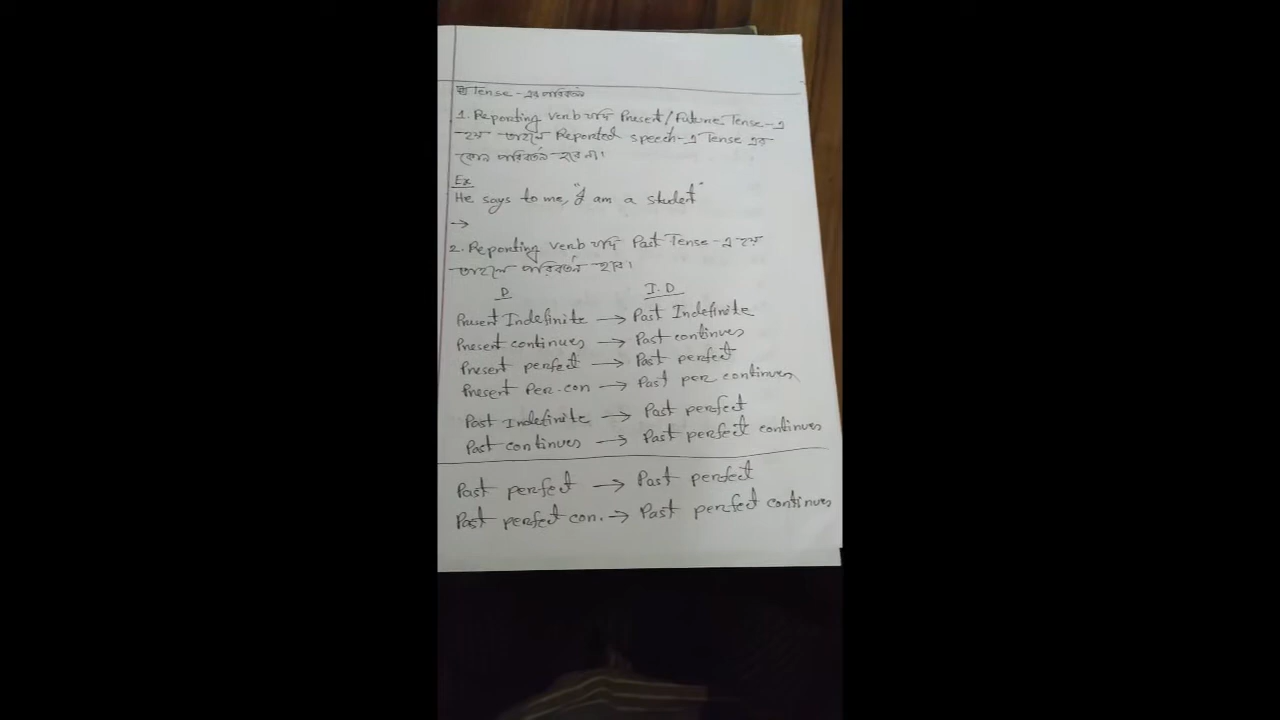 Tense-এর পরিবর্তন
1. Reporting verb যদি Present/Future Tense-এ
হয় তাহলে Reported speech-এ Tense এর
কোন পরিবর্তন হবে না।
Ex
He says to me, "I am a student"
→
2. Reporting verb যদি Past Tense-এ হয়
তাহলে পরিবর্তন হবে।
D I.D
Present Indefinite → Past Indefinite
Present continues → Past continues
Present perfect → Past perfect
Present Per.con → Past per continues
Past Indefinite → Past perfect
Past continues → Past perfect continues
Past perfect → Past perfect
Past perfect con. → Past perfect continues